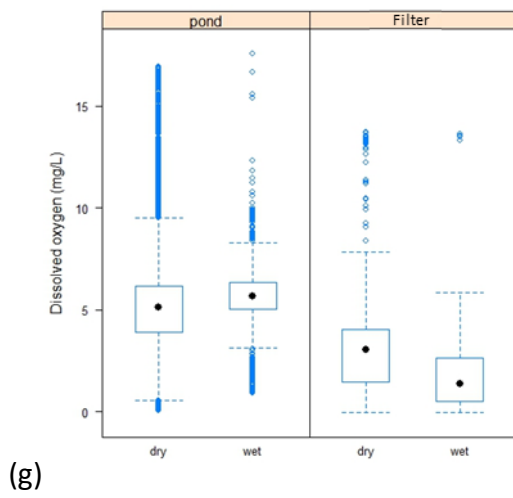 pond Filter
Dissolved oxygen (mg/L)
15
10
5
0
dry wet dry wet
(g)